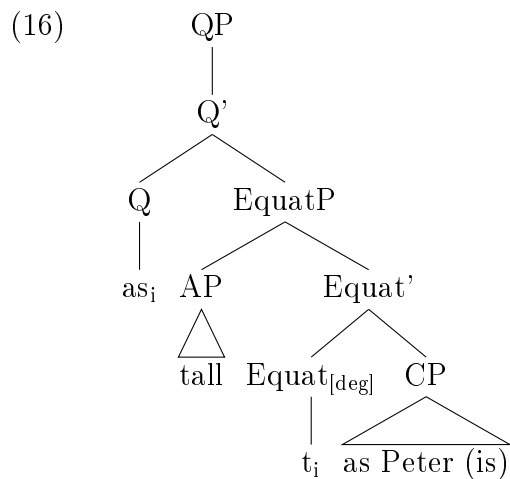 (16) QP
Q'
Q EquatP
as_i AP Equat'
tall Equat_[deg] CP
t_i as Peter (is)